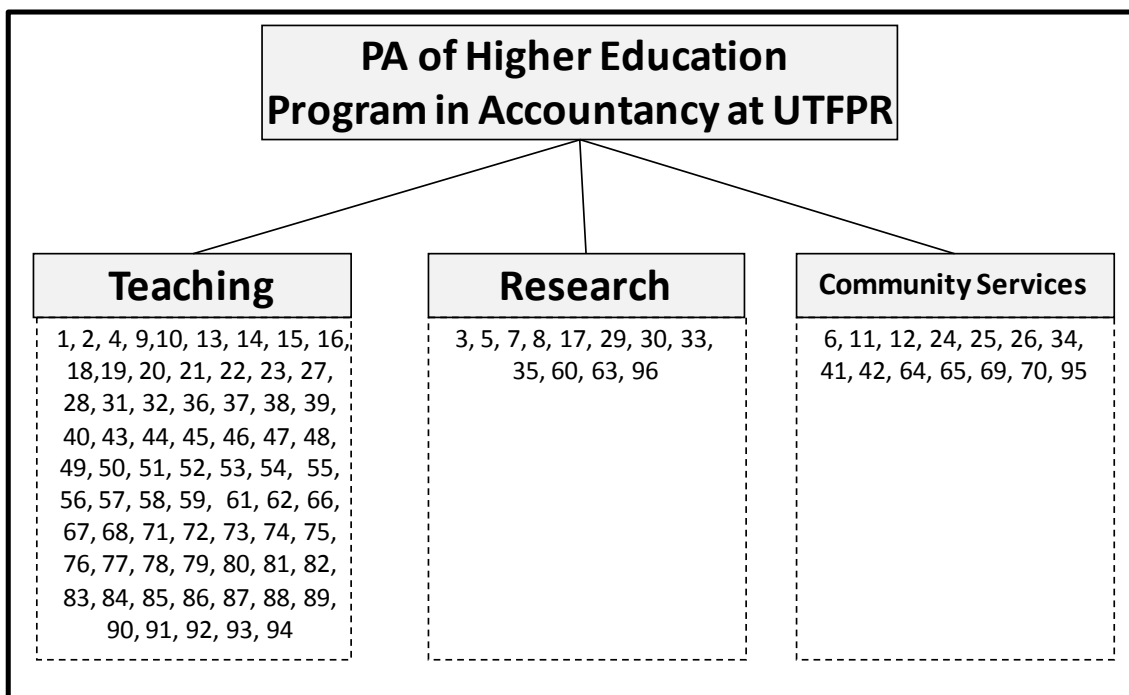 PA of Higher Education
Program in Accountancy at UTFPR
Teaching
1, 2, 4, 9,10, 13, 14, 15, 16,
18,19, 20, 21, 22, 23, 27,
28, 31, 32, 36, 37, 38, 39,
40, 43, 44, 45, 46, 47, 48,
49, 50, 51, 52, 53, 54, 55,
56, 57, 58, 59, 61, 62, 66,
67, 68, 71, 72, 73, 74, 75,
76, 77, 78, 79, 80, 81, 82,
83, 84, 85, 86, 87, 88, 89,
90, 91, 92, 93, 94
Research
3, 5, 7, 8, 17, 29, 30, 33,
35, 60, 63, 96
Community Services
6, 11, 12, 24, 25, 26, 34,
41, 42, 64, 65, 69, 70, 95